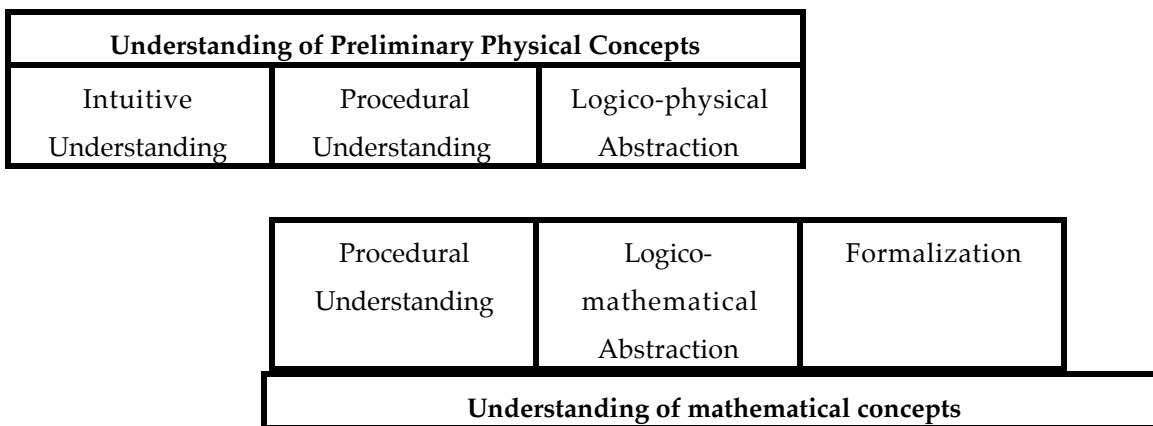 Understanding of Preliminary Physical Concepts
Intuitive
Understanding
Procedural
Understanding
Logico-physical
Abstraction
Procedural
Understanding
Logico-
mathematical
Abstraction
Formalization
Understanding of mathematical concepts